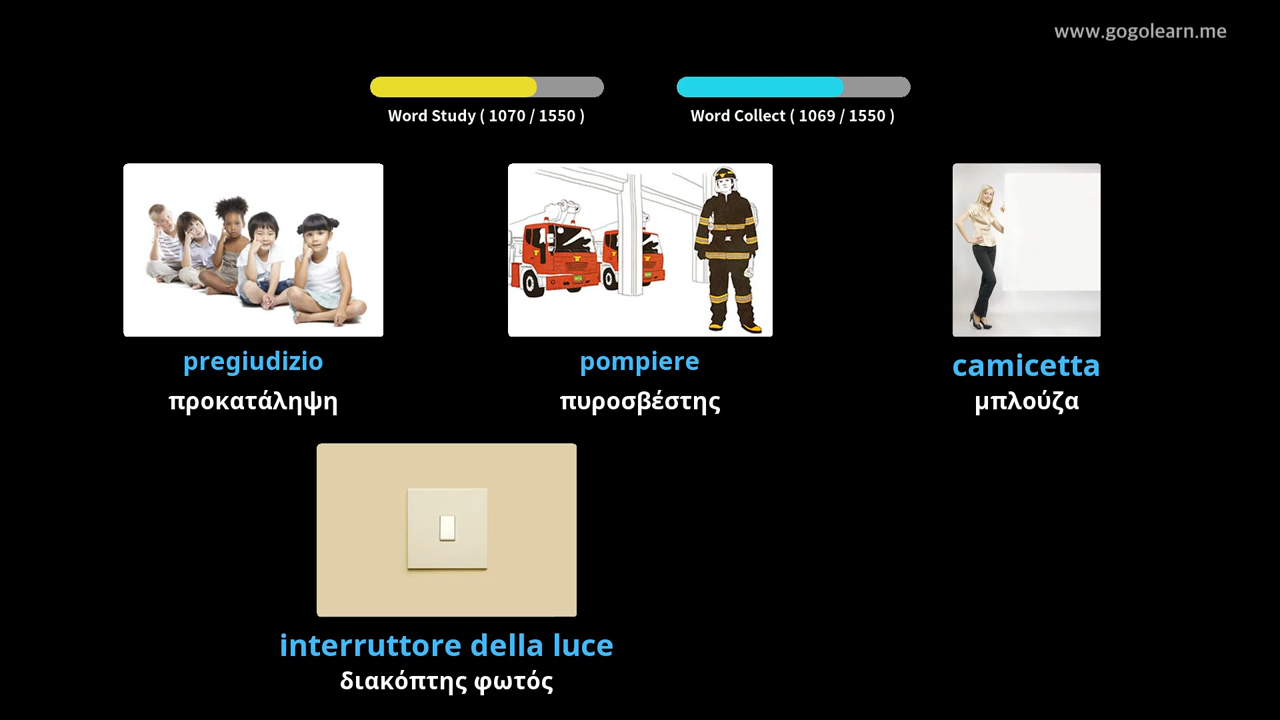 www.gogolearn.me
Word Study ( 1070 / 1550 )
Word Collect ( 1069 / 1550 )
pregiudizio
προκατάληψη
pompiere
πυροσβέστης
camicetta
μπλούζα
interruttore della luce
διακόπτης φωτός